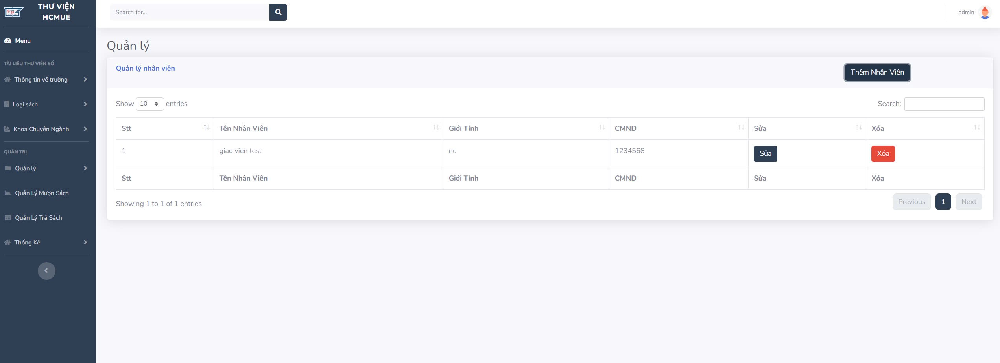 THƯ VIỆN
HCMUE
Search for...
admin
Menu
Quản lý
TÀI LIỆU THƯ VIỆN SỐ
Quản lý nhân viên
Thêm Nhân Viên
Thông tin về trường
Loại sách
Show 10 entries
Search:
Khoa Chuyên Ngành
Stt Tên Nhân Viên Giới Tính CMND Sửa Xóa
QUẢN TRỊ
1 giao vien test nu 1234568 Sửa Xóa
Quản lý
Stt Tên Nhân Viên Giới Tính CMND Sửa Xóa
Quản Lý Mượn Sách
Showing 1 to 1 of 1 entries
Previous 1 Next
Quản Lý Trả Sách
Thống Kê